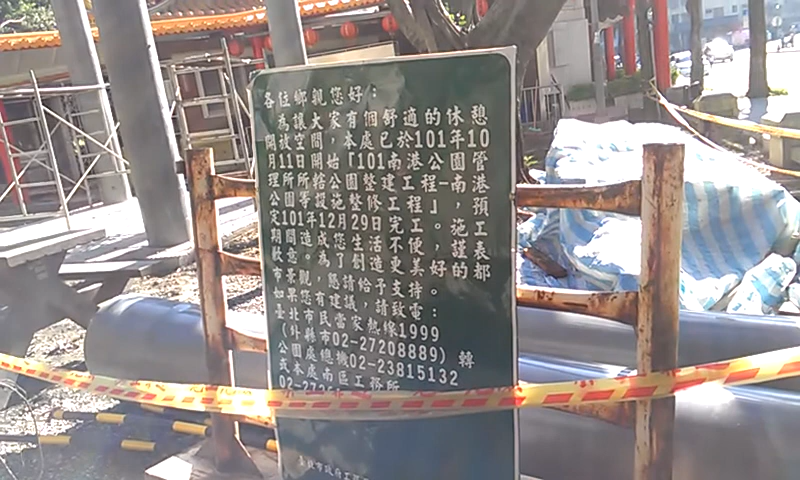 各位鄉親您好：
為讓大家有個舒適的休憩
開放空間，本處已於101年10
月11日開始『101南港公園管
理所所轄公園整建工程-南港
公園等設施整修工程』，預
定101年12月29日完工。施工
期間造成您生活不便，謹表
歉意。為了創造更美好的都
市景觀，懇請給予支持。
如果您有建議，請致電：
臺北市民當家熱線1999
(外縣市02-27208889)轉
公園處總機02-23815132
或本處南區工務所
02-272